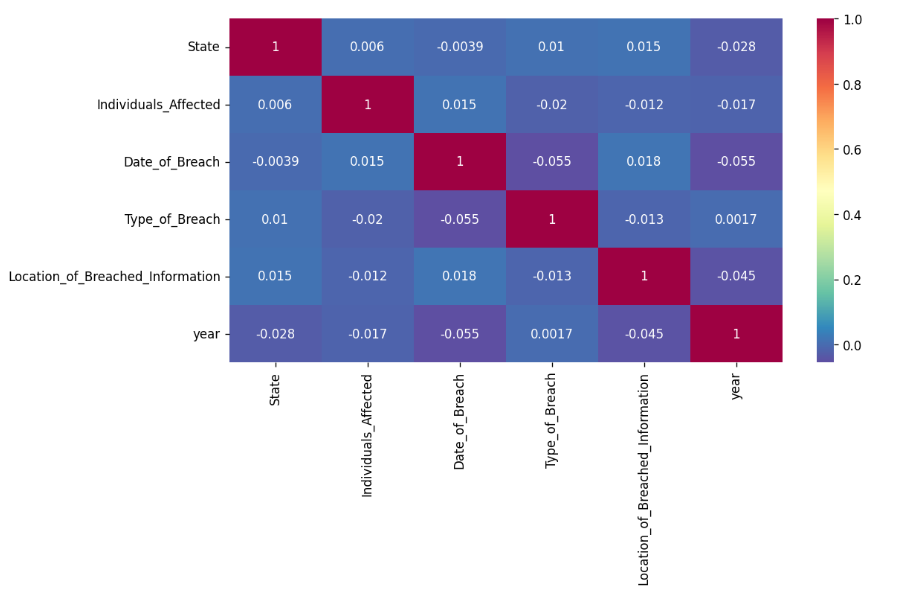 State 1 0.006 -0.0039 0.01 0.015 -0.028
Individuals_Affected 0.006 1 0.015 -0.02 -0.012 -0.017
Date_of_Breach -0.0039 0.015 1 -0.055 0.018 -0.055
Type_of_Breach 0.01 -0.02 -0.055 1 -0.013 0.0017
Location_of_Breached_Information 0.015 -0.012 0.018 -0.013 1 -0.045
year -0.028 -0.017 -0.055 0.0017 -0.045 1
State
Individuals_Affected
Date_of_Breach
Type_of_Breach
Location_of_Breached_Information
year
1.0
0.8
0.6
0.4
0.2
0.0